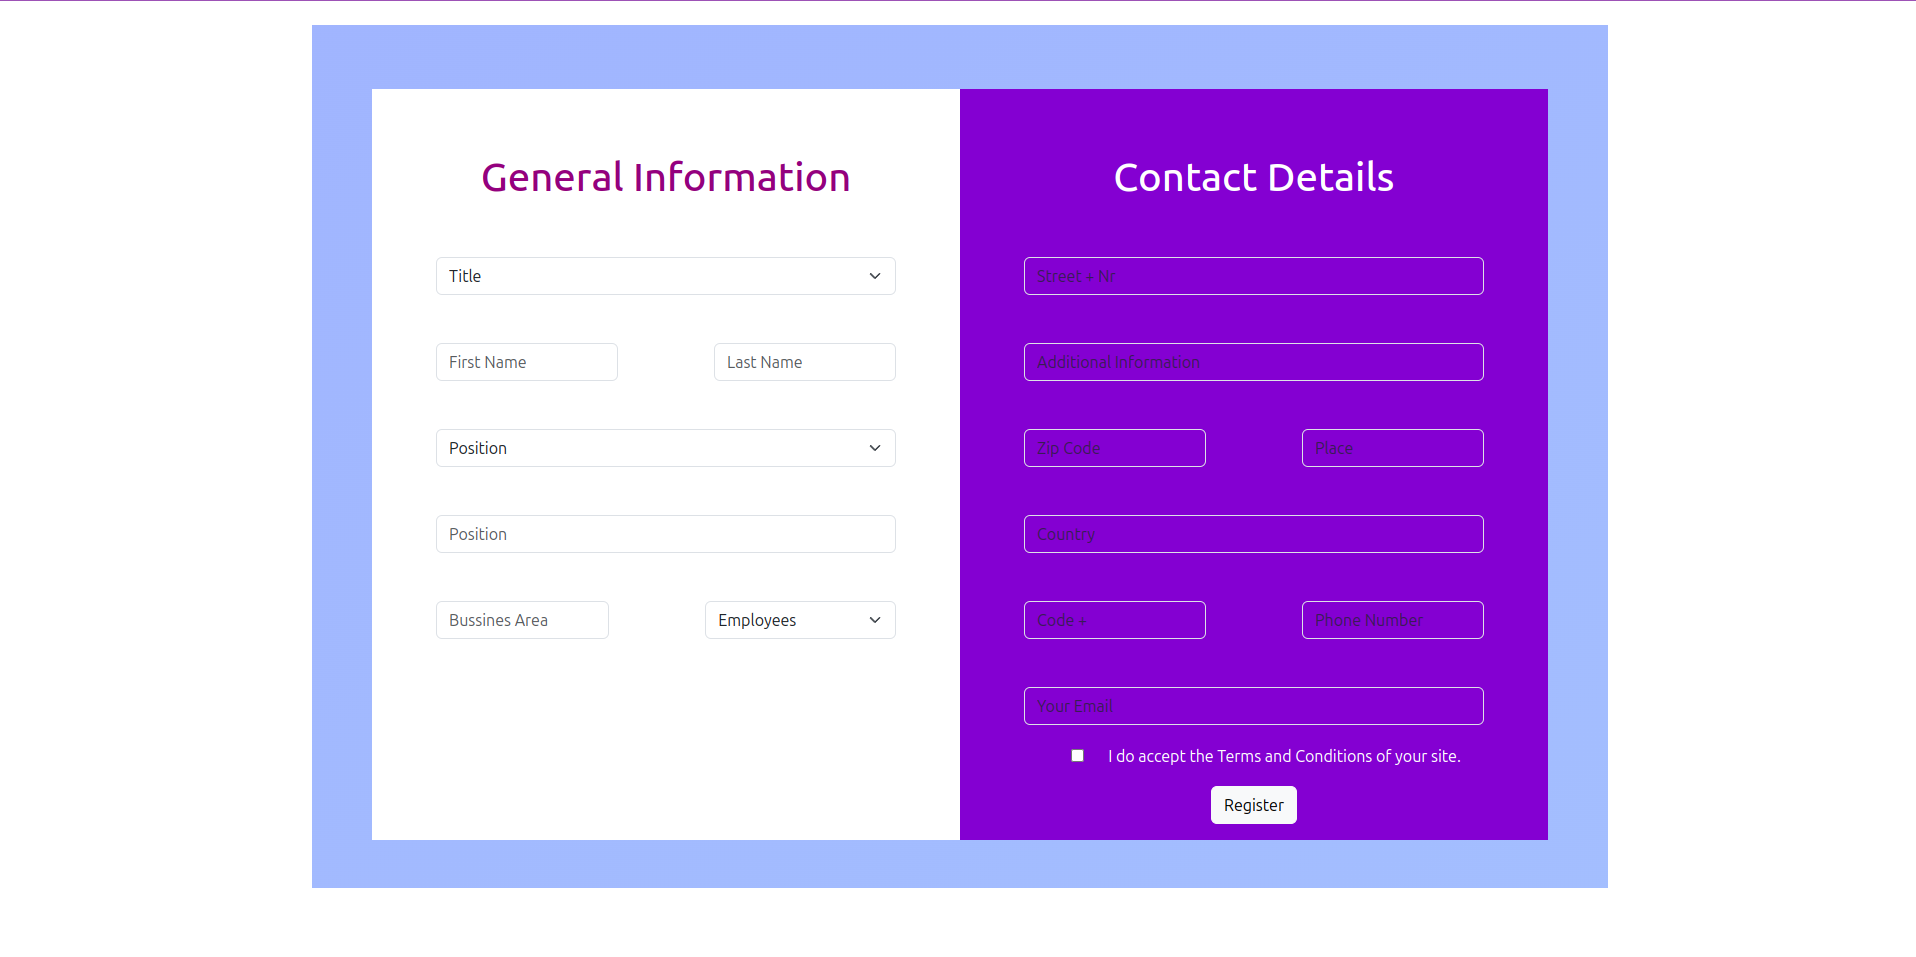 General Information
Title
First Name
Last Name
Position
Position
Bussines Area
Employees
Contact Details
Street + Nr
Additional Information
Zip Code
Place
Country
Code +
Phone Number
Your Email
I do accept the Terms and Conditions of your site.
Register